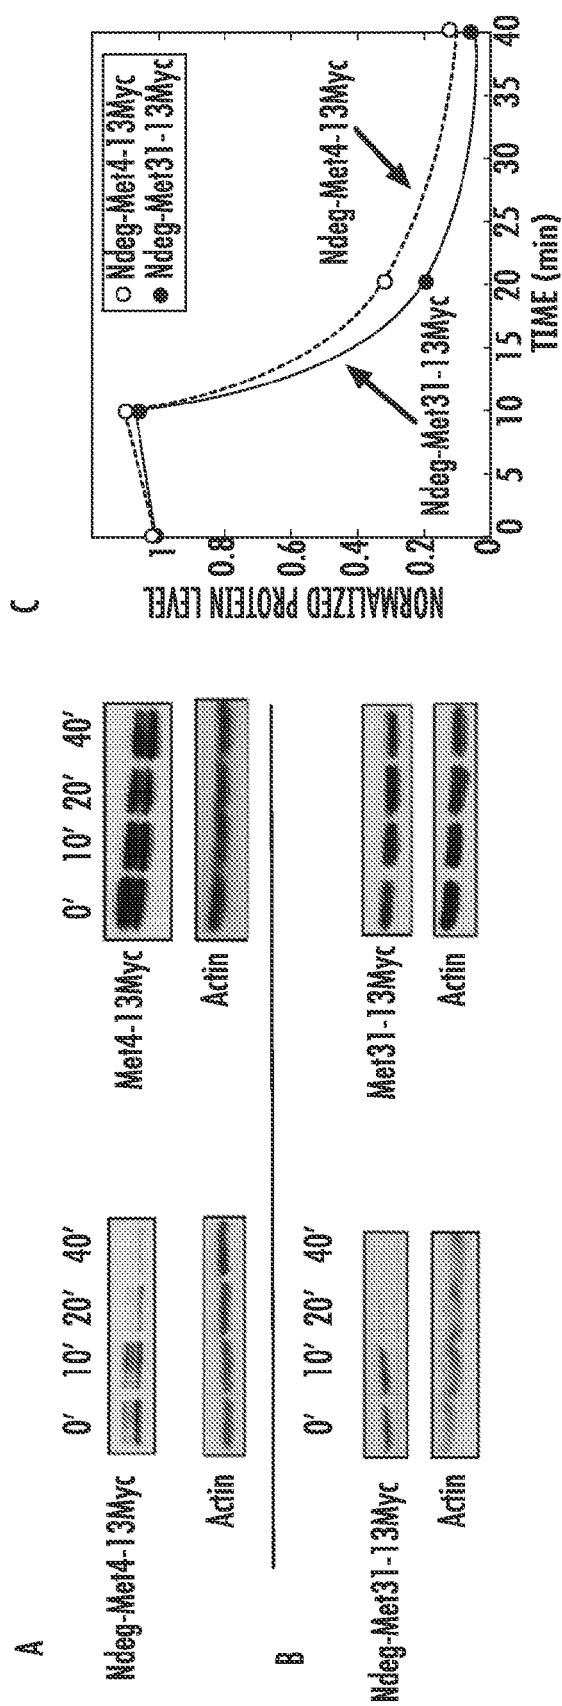 A
0' 10' 20' 40'
Ndeg-Met4-13Myc
Actin
0' 10' 20' 40'
Met4-13Myc
Actin
B
0' 10' 20' 40'
Ndeg-Met31-13Myc
Actin
Met31-13Myc
Actin
C
NORMALIZED PROTEIN LEVEL
1
0.8
0.6
0.4
0.2
0
0 5 10 15 20 25 30 35 40
TIME (min)
Ndeg-Met4-13Myc
Ndeg-Met31-13Myc
Ndeg-Met4-13Myc
Ndeg-Met31-13Myc